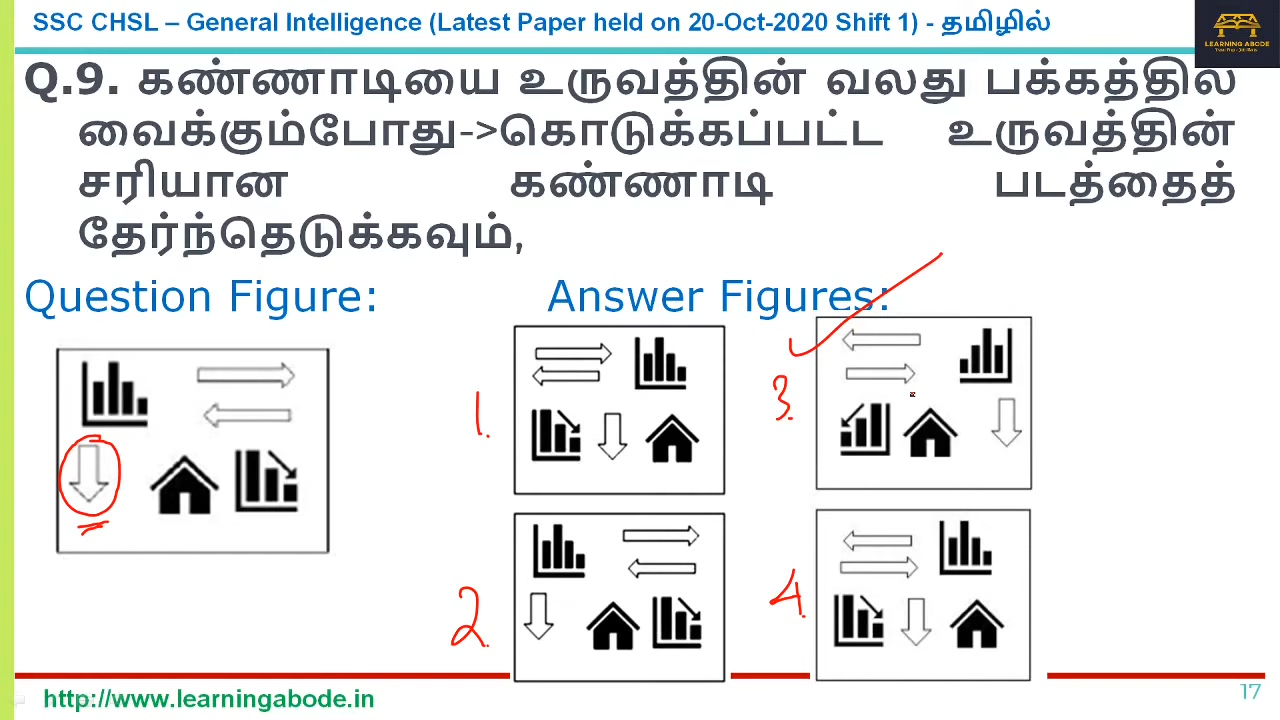 SSC CHSL – General Intelligence (Latest Paper held on 20-Oct-2020 Shift 1) - தமிழில்
LEARNING ABODE
Q.9. கண்ணாடியை உருவத்தின் வலது பக்கத்தில்
வைக்கும்போது->கொடுக்கப்பட்ட உருவத்தின்
சரியான கண்ணாடி படத்தைத்
தேர்ந்தெடுக்கவும்,
Question Figure: Answer Figures:
1. 3.
2. 4.
http://www.learningabode.in 17